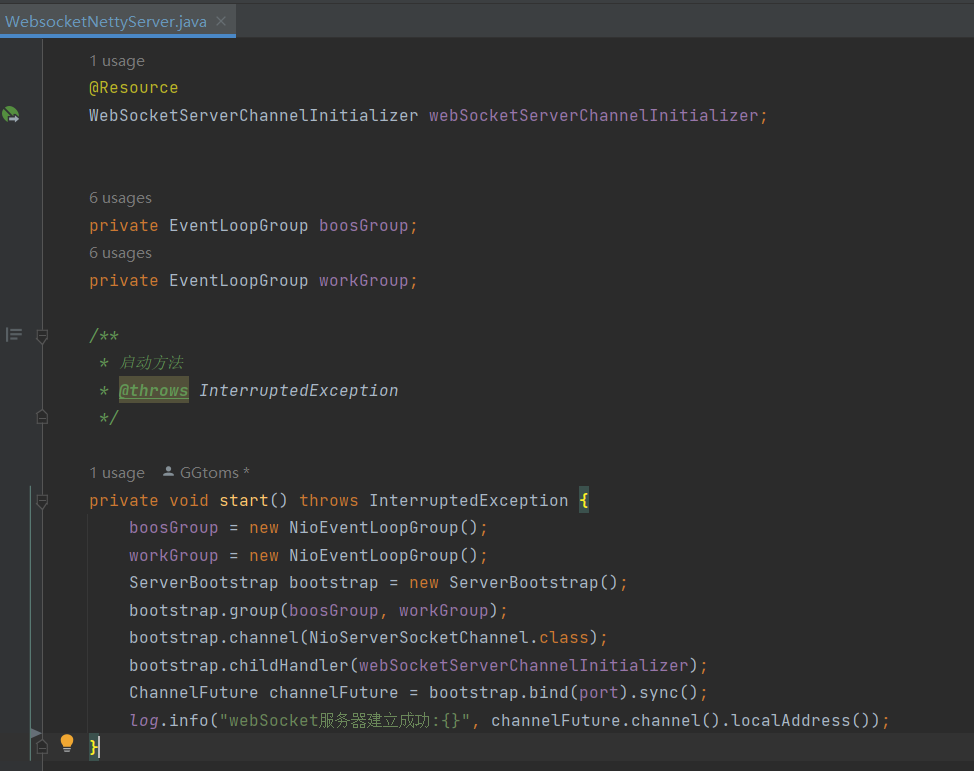 WebsocketNettyServer.java
1 usage
@Resource
WebSocketServerChannelInitializer webSocketServerChannelInitializer;
6 usages
private EventLoopGroup boosGroup;
6 usages
private EventLoopGroup workGroup;
/**
* 启动方法
* @throws InterruptedException
*/
1 usage GGtoms *
private void start() throws InterruptedException {
boosGroup = new NioEventLoopGroup();
workGroup = new NioEventLoopGroup();
ServerBootstrap bootstrap = new ServerBootstrap();
bootstrap.group(boosGroup, workGroup);
bootstrap.channel(NioServerSocketChannel.class);
bootstrap.childHandler(webSocketServerChannelInitializer);
ChannelFuture channelFuture = bootstrap.bind(port).sync();
log.info("webSocket服务器建立成功:{}", channelFuture.channel().localAddress());
}